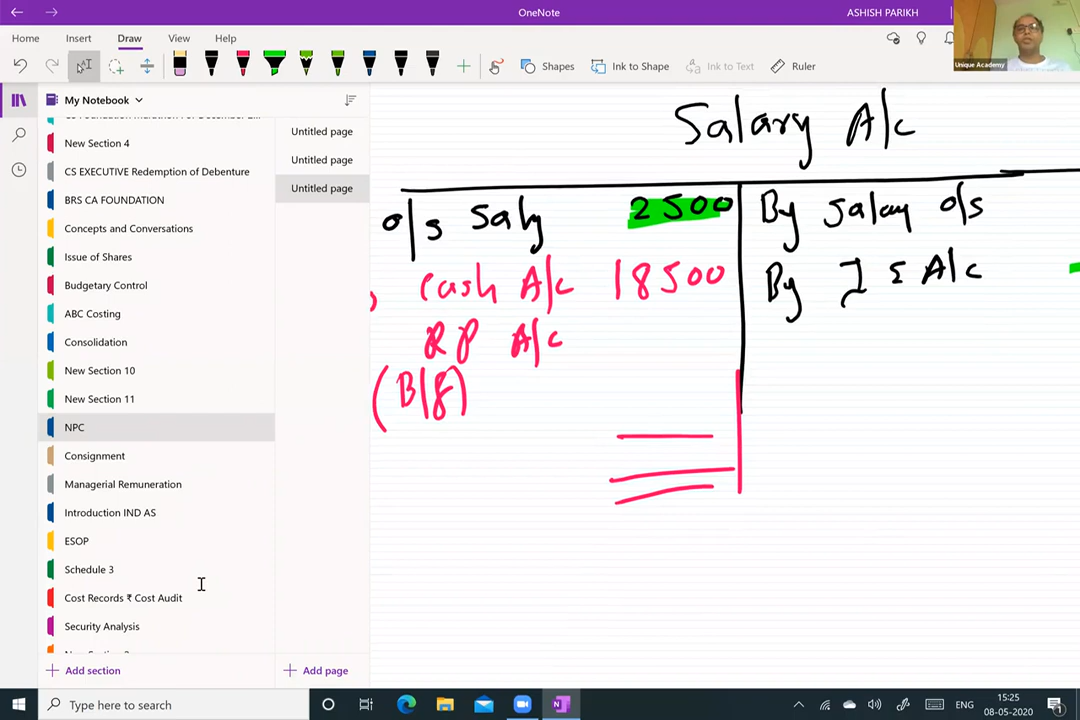 OneNote
ASHISH PARIKH
Unique Academy
Home Insert Draw View Help
Shapes Ink to Shape Ink to Text Ruler
My Notebook
New Section 4
CS EXECUTIVE Redemption of Debenture
BRS CA FOUNDATION
Concepts and Conversations
Issue of Shares
Budgetary Control
ABC Costing
Consolidation
New Section 10
New Section 11
NPC
Consignment
Managerial Remuneration
Introduction IND AS
ESOP
Schedule 3
Cost Records ₹ Cost Audit
Security Analysis
Add section
Untitled page
Untitled page
Untitled page
Add page
Salary A/c
o/s Saly 2500 By salay o/s
Cash A/c 18500 By I E A/c
RP A/c
(B/f)
Type here to search
ENG
15:25
08-05-2020
1